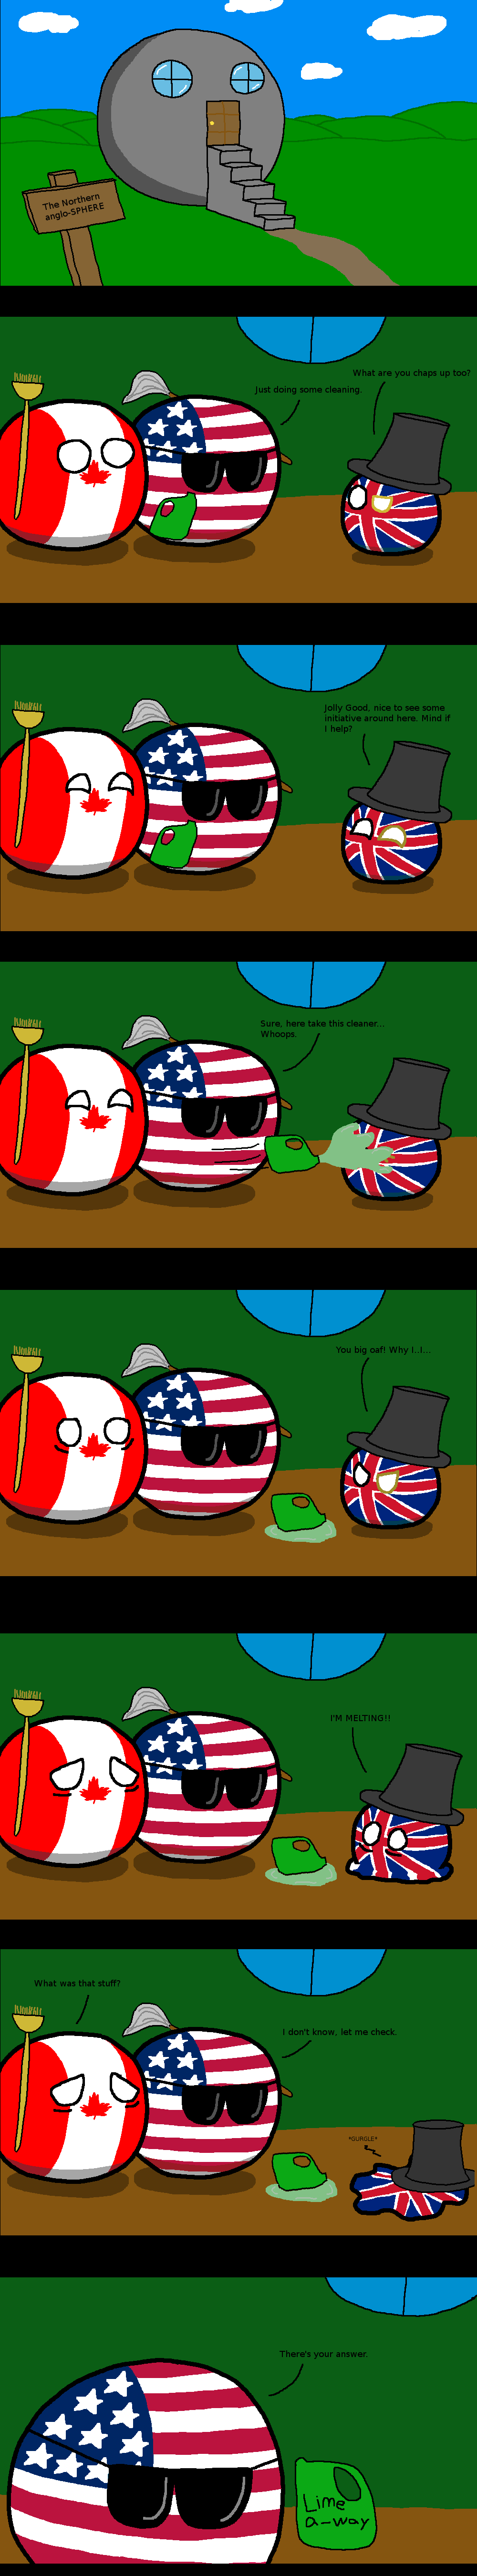 The Northern
anglo-SPHERE
What are you chaps up too?
Just doing some cleaning.
Jolly Good, nice to see some
initiative around here. Mind if
I help?
Sure, here take this cleaner...
Whoops.
You big oaf! Why I..I...
I'M MELTING!!
What was that stuff?
I don't know, let me check.
*GURGLE*
There's your answer.
Lime
a-way